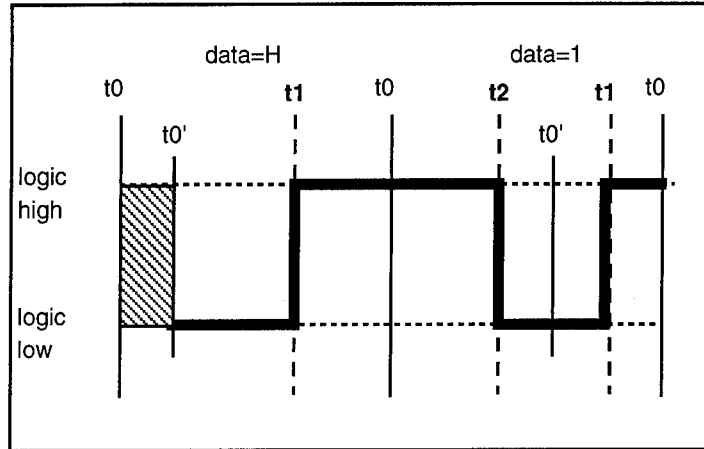 data=H data=1
t0 t1 t0 t2 t1 t0
t0' t0'
logic
high
logic
low